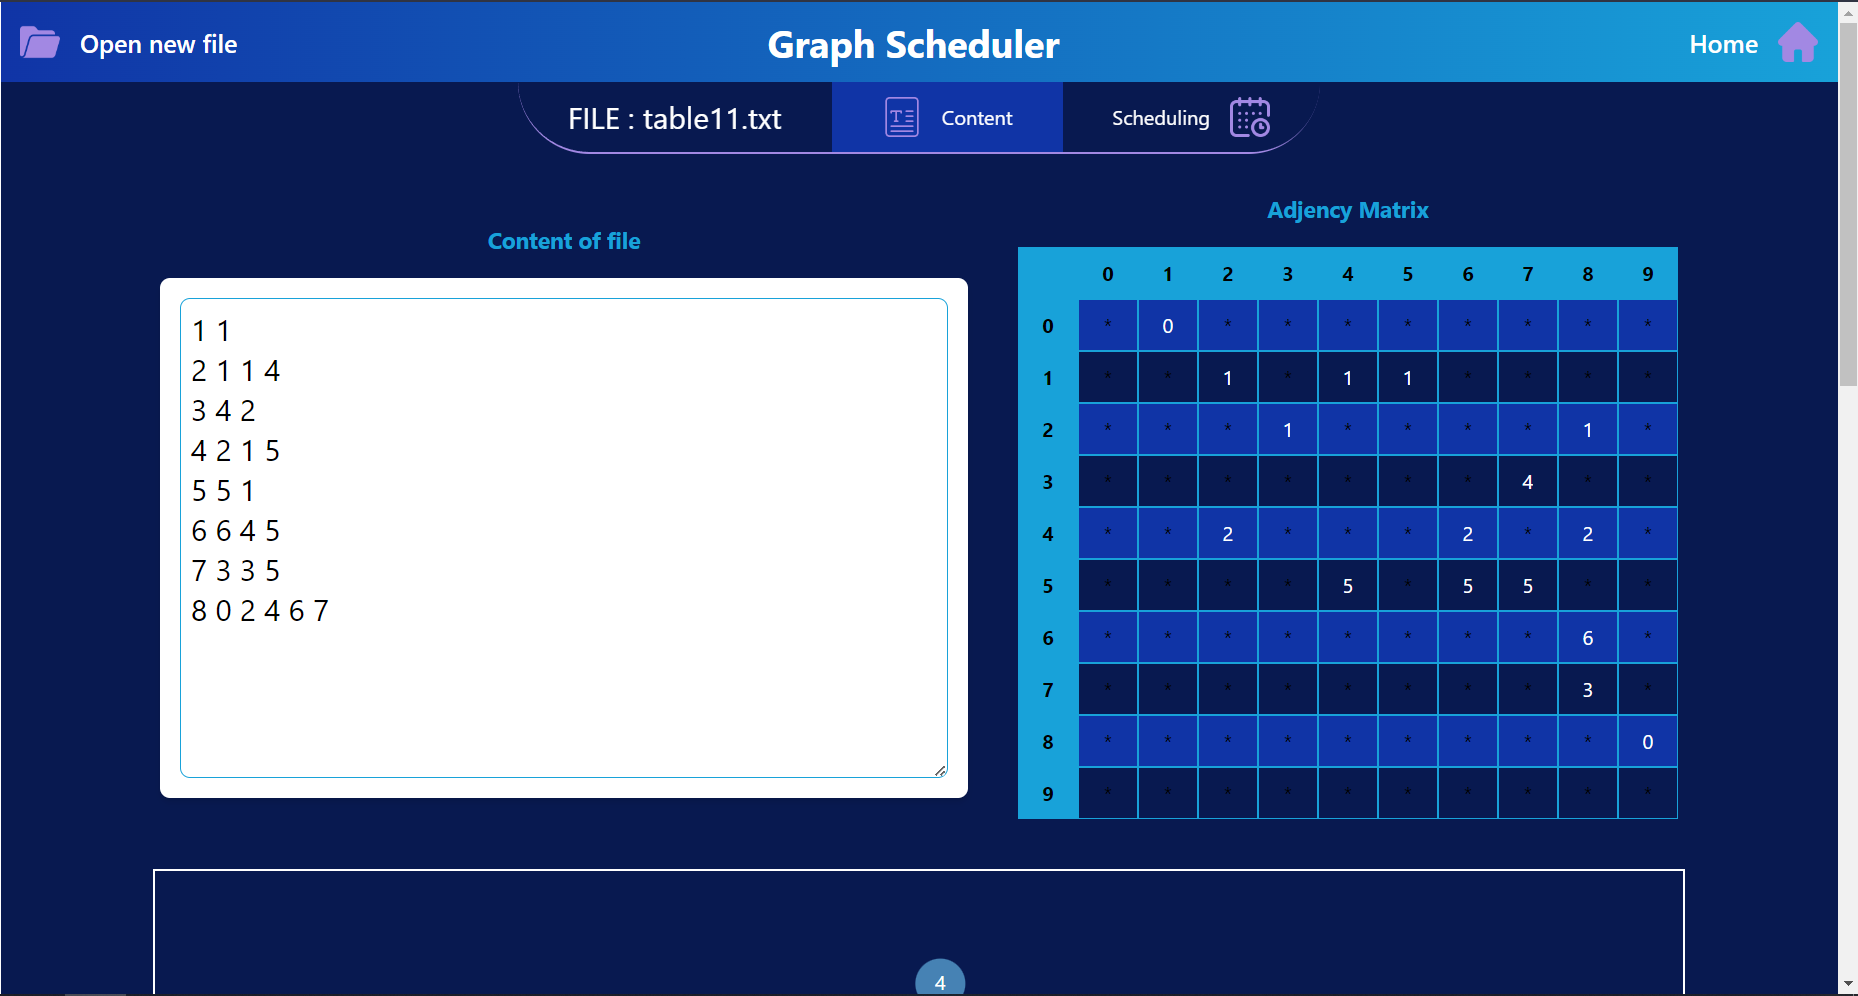 Open new file
Graph Scheduler
Home
FILE : table11.txt
Content
Scheduling
Content of file
1 1
2 1 1 4
3 4 2
4 2 1 5
5 5 1
6 6 4 5
7 3 3 5
8 0 2 4 6 7
Adjency Matrix
0 1 2 3 4 5 6 7 8 9
0 * 0 * * * * * * * *
1 * * 1 * 1 1 * * * *
2 * * * 1 * * * * 1 *
3 * * * * * * * 4 * *
4 * * 2 * * * 2 * 2 *
5 * * * * 5 * 5 5 * *
6 * * * * * * * * 6 *
7 * * * * * * * * 3 *
8 * * * * * * * * * 0
9 * * * * * * * * * *
4